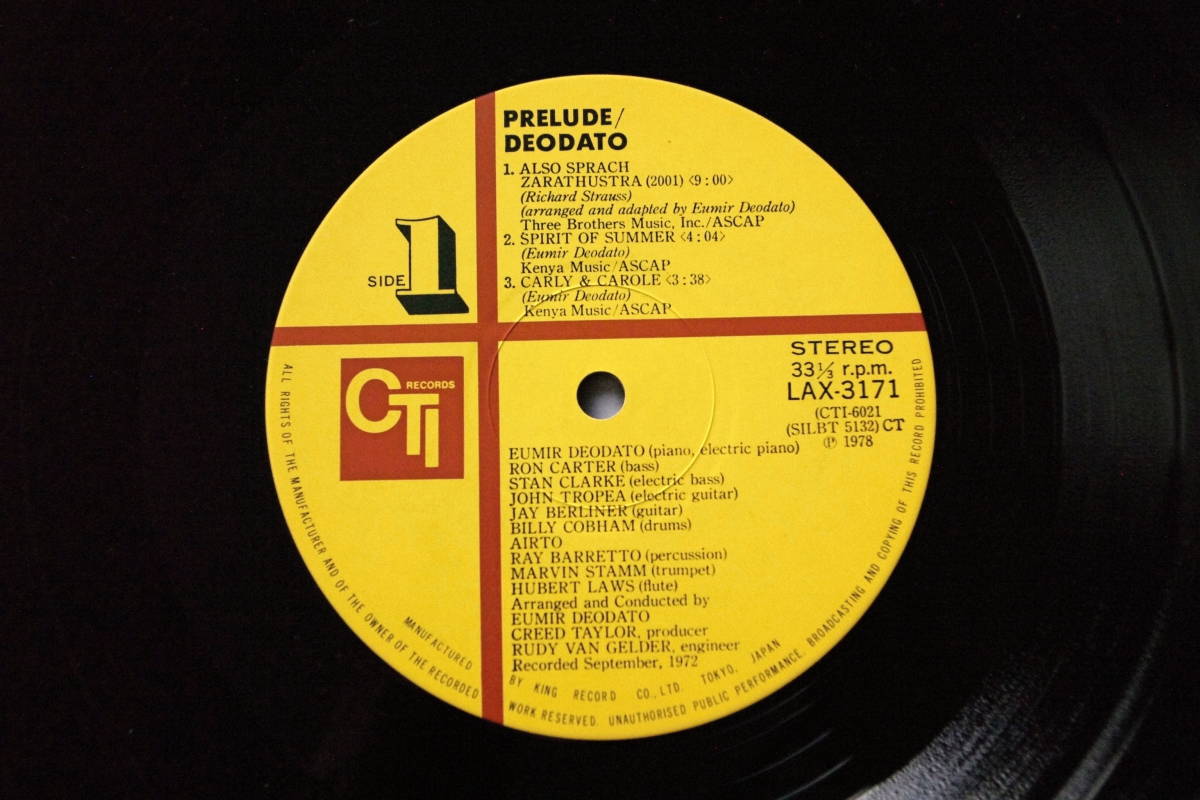 PRELUDE/
DEODATO
1. ALSO SPRACH
ZARATHUSTRA (2001) <9:00>
(Richard Strauss)
(arranged and adapted by Eumir Deodato)
Three Brothers Music, Inc./ASCAP
2. SPIRIT OF SUMMER <4:04>
(Eumir Deodato)
Kenya Music/ASCAP
3. CARLY & CAROLE <3:38>
(Eumir Deodato)
Kenya Music/ASCAP
SIDE 1
CTI RECORDS
STEREO
33 1/3 r.p.m.
LAX-3171
(CTI-6021
(SILBT 5132) CT
Ⓟ 1978
EUMIR DEODATO (piano, electric piano)
RON CARTER (bass)
STAN CLARKE (electric bass)
JOHN TROPEA (electric guitar)
JAY BERLINER (guitar)
BILLY COBHAM (drums)
AIRTO
RAY BARRETTO (percussion)
MARVIN STAMM (trumpet)
HUBERT LAWS (flute)
Arranged and Conducted by
EUMIR DEODATO
CREED TAYLOR, producer
RUDY VAN GELDER, engineer
Recorded September, 1972
MANUFACTURED BY KING RECORD CO., LTD. TOKYO, JAPAN
ALL RIGHTS OF THE MANUFACTURER AND OF THE OWNER OF THE RECORDED WORK RESERVED. UNAUTHORISED PUBLIC PERFORMANCE, BROADCASTING AND COPYING OF THIS RECORD PROHIBITED